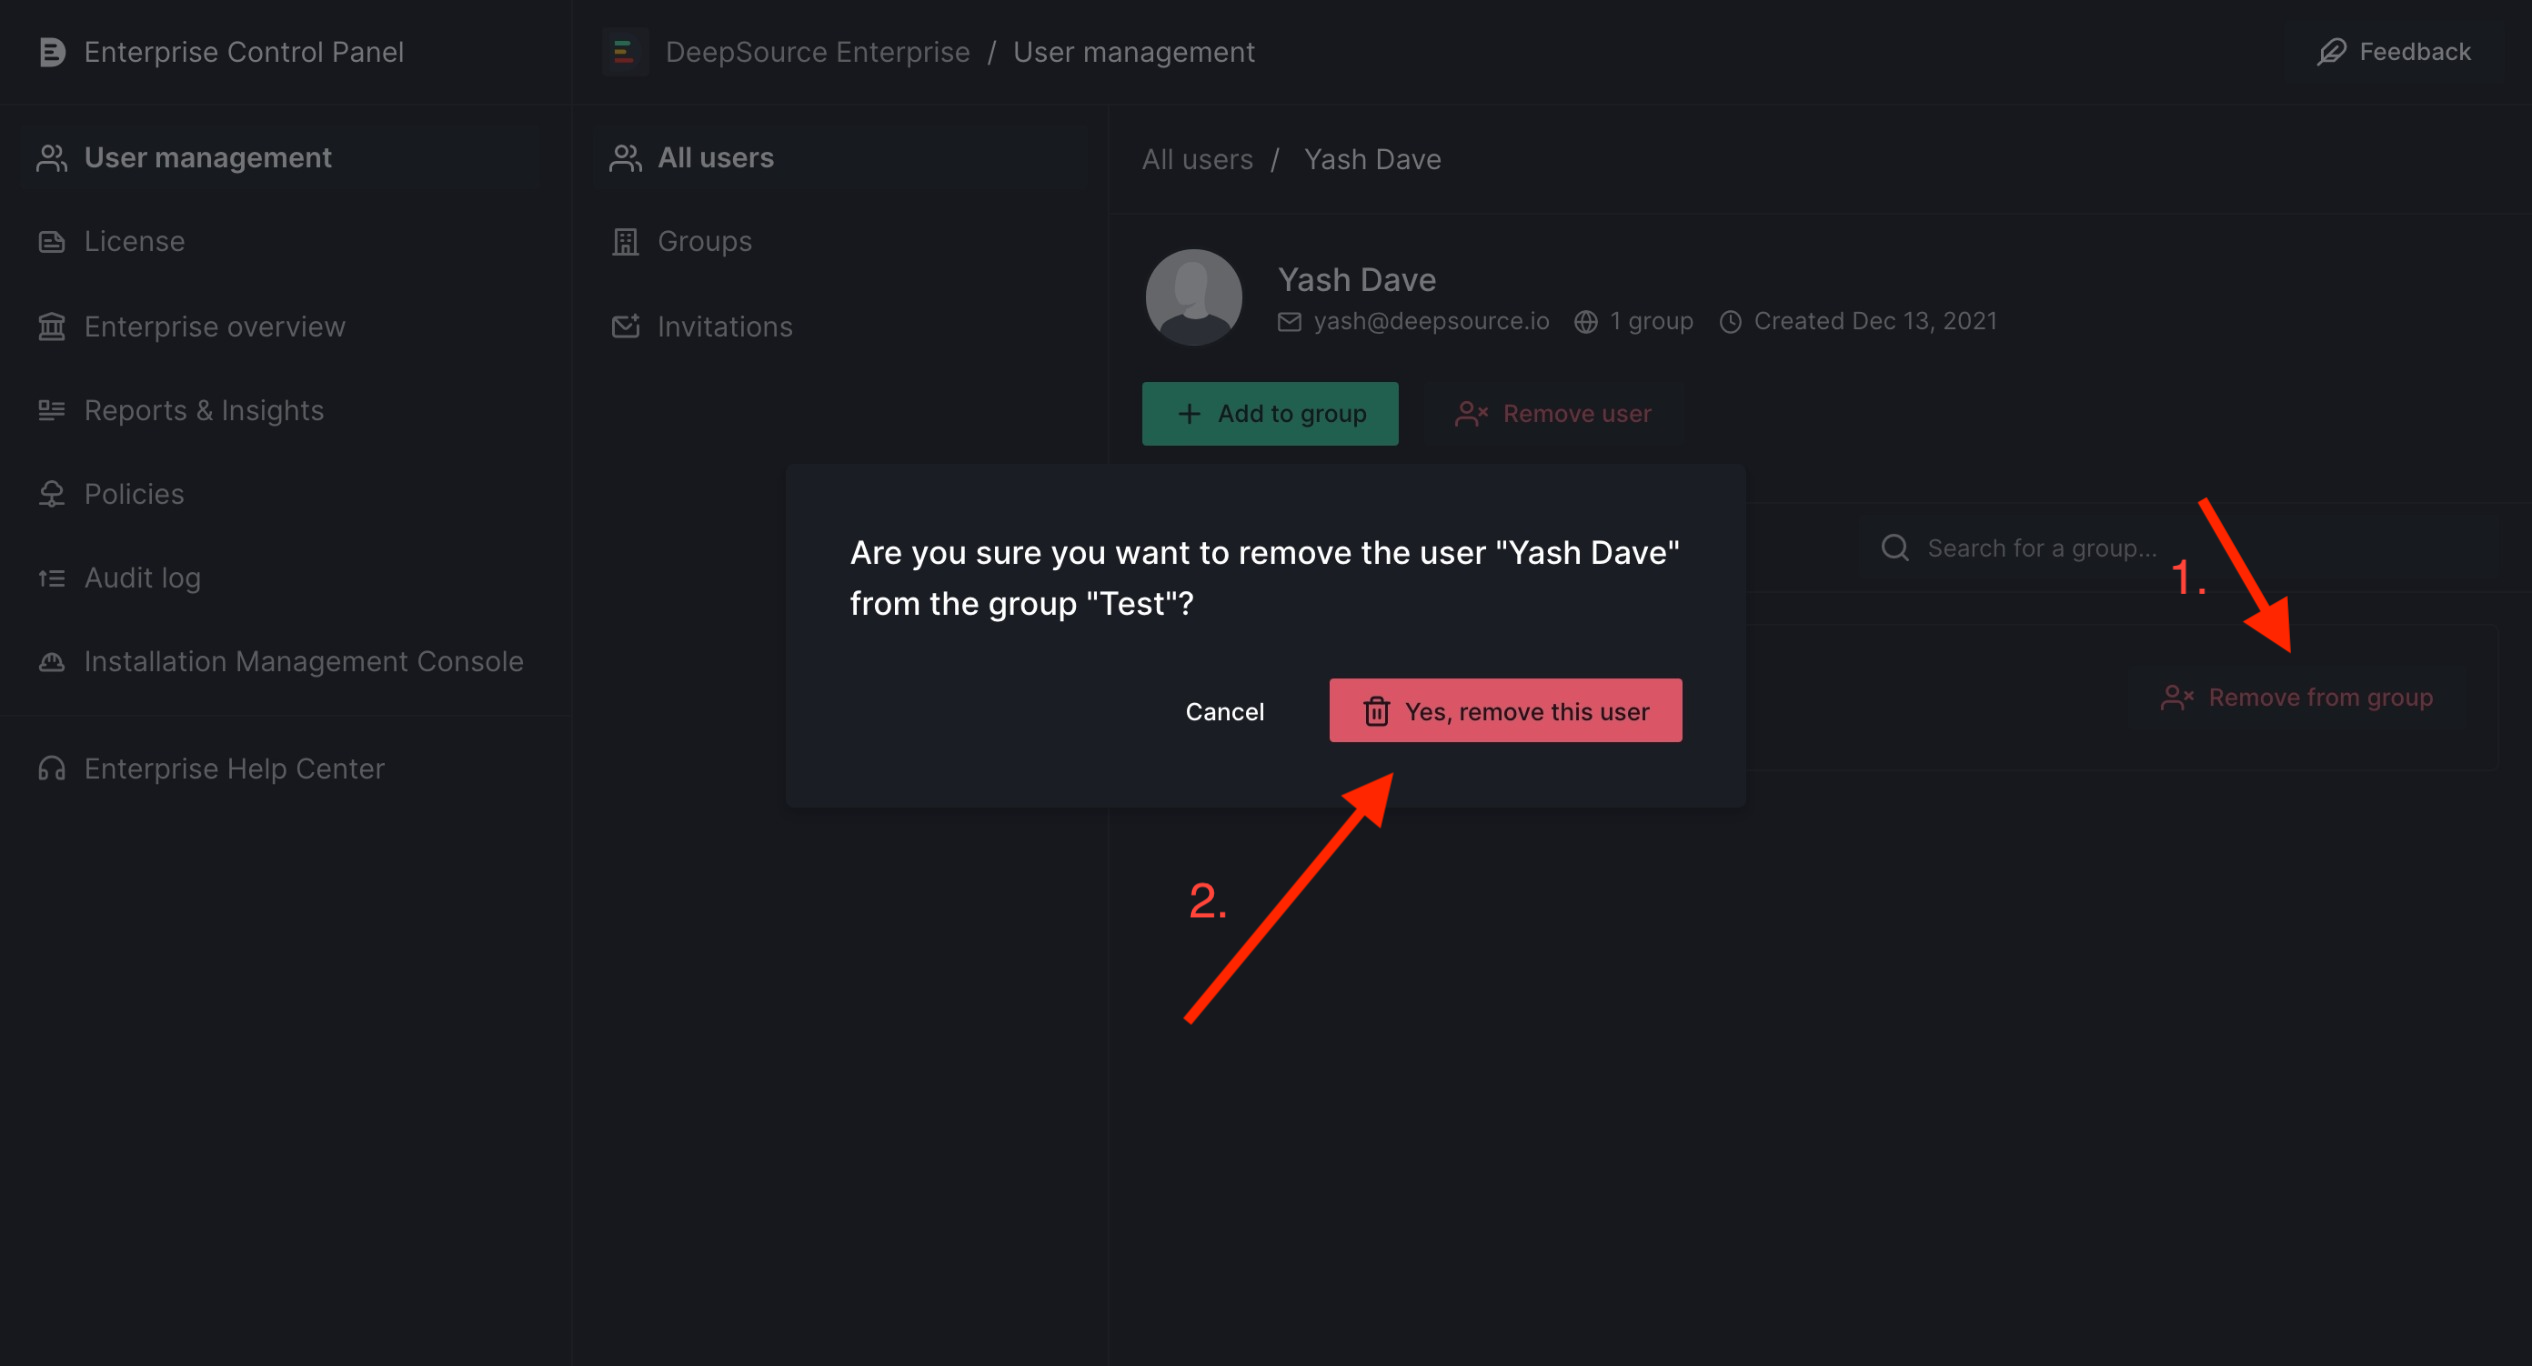 Enterprise Control Panel
DeepSource Enterprise / User management
Feedback
User management
License
Enterprise overview
Reports & Insights
Policies
Audit log
Installation Management Console
Enterprise Help Center
All users
Groups
Invitations
All users / Yash Dave
Yash Dave
yash@deepsource.io 1 group Created Dec 13, 2021
Add to group Remove user
Search for a group...
1.
Remove from group
Are you sure you want to remove the user "Yash Dave"
from the group "Test"?
Cancel Yes, remove this user
2.